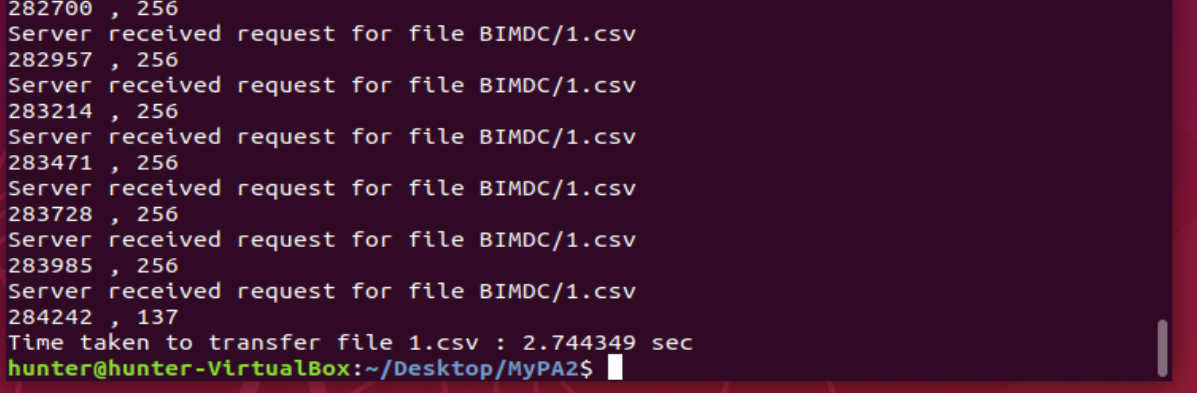 282700 , 256
Server received request for file BIMDC/1.csv
282957 , 256
Server received request for file BIMDC/1.csv
283214 , 256
Server received request for file BIMDC/1.csv
283471 , 256
Server received request for file BIMDC/1.csv
283728 , 256
Server received request for file BIMDC/1.csv
283985 , 256
Server received request for file BIMDC/1.csv
284242 , 137
Time taken to transfer file 1.csv : 2.744349 sec
hunter@hunter-VirtualBox:~/Desktop/MyPA2$